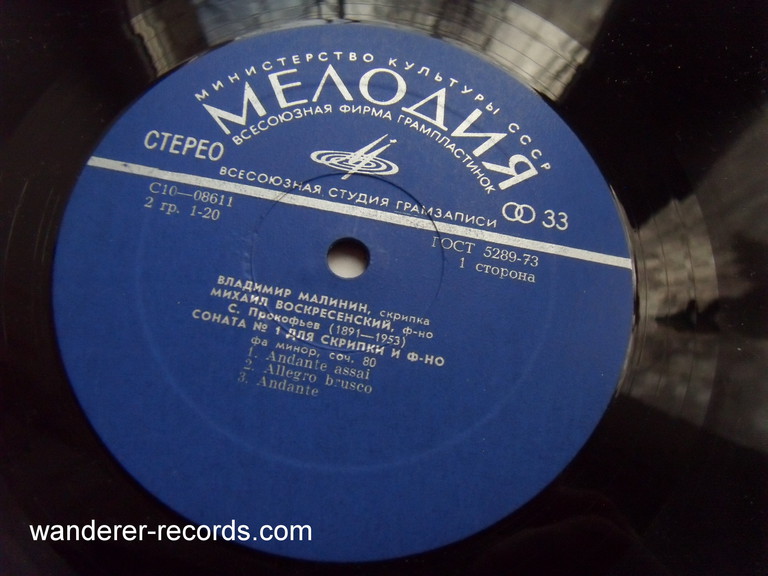 МИНИСТЕРСТВО КУЛЬТУРЫ СССР
МЕЛОДИЯ
ВСЕСОЮЗНАЯ ФИРМА ГРАМПЛАСТИНОК
СТЕРЕО
ВСЕСОЮЗНАЯ СТУДИЯ ГРАМЗАПИСИ
33
С10—08611
2 гр. 1-20
ГОСТ 5289-73
1 сторона
ВЛАДИМИР МАЛИНИН, скрипка
МИХАИЛ ВОСКРЕСЕНСКИЙ, ф-но
С. Прокофьев (1891—1953)
СОНАТА № 1 ДЛЯ СКРИПКИ И Ф-НО
фа минор, соч. 80
1. Andante assai
2. Allegro brusco
3. Andante
wanderer-records.com